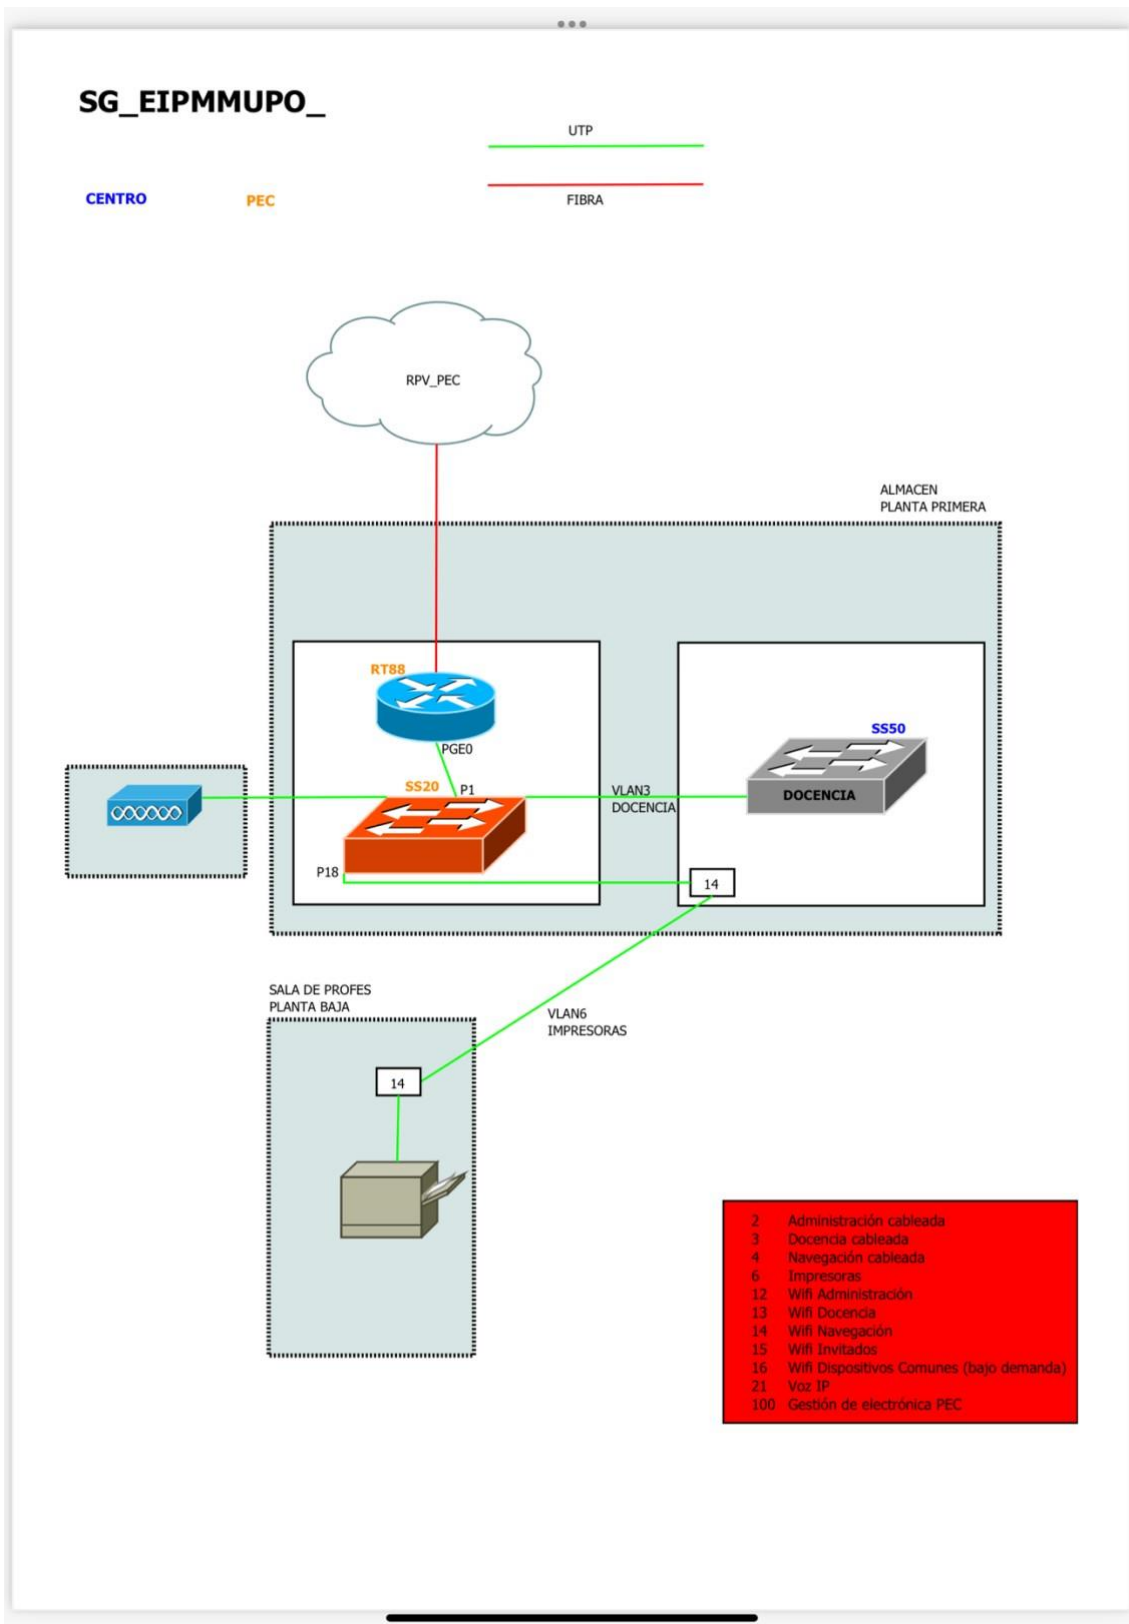 SG_EIPMMUPO_
UTP
CENTRO
PEC
FIBRA
RPV_PEC
ALMACEN
PLANTA PRIMERA
RT88
PGE0
SS50
SS20
P1
VLAN3
DOCENCIA
DOCENCIA
P18
14
SALA DE PROFES
PLANTA BAJA
VLAN6
IMPRESORAS
14
2 Administración cableada
3 Docencia cableada
4 Navegación cableada
6 Impresoras
12 Wifi Administración
13 Wifi Docencia
14 Wifi Navegación
15 Wifi Invitados
16 Wifi Dispositivos Comunes (bajo demanda)
21 Voz IP
100 Gestión de electrónica PEC